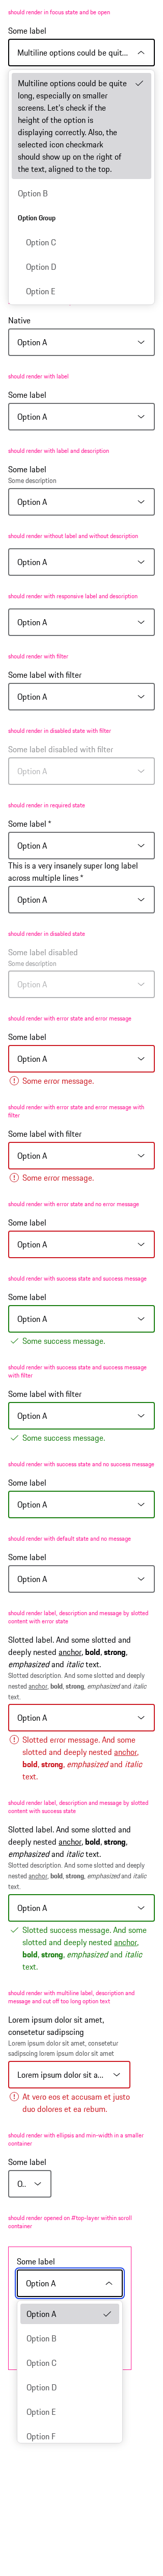 should render in focus state and be open
Some label
Multiline options could be quit...
Multiline options could be quite
long, especially on smaller
screens. Let's check if the
height of the option is
displaying correctly. Also, the
selected icon checkmark
should show up on the right of
the text, aligned to the top.
Option B
Option Group
Option C
Option D
Option E
Native
Option A
should render with label
Some label
Option A
should render with label and description
Some label
Some description
Option A
should render without label and without description
Option A
should render with responsive label and description
Option A
should render with filter
Some label with filter
Option A
should render in disabled state with filter
Some label disabled with filter
Option A
should render in required state
Some label *
Option A
This is a very insanely super long label
across multiple lines *
Option A
should render in disabled state
Some label disabled
Some description
Option A
should render with error state and error message
Some label
Option A
Some error message.
should render with error state and error message with
filter
Some label with filter
Option A
Some error message.
should render with error state and no error message
Some label
Option A
should render with success state and success message
Some label
Option A
Some success message.
should render with success state and success message
with filter
Some label with filter
Option A
Some success message.
should render with success state and no success message
Some label
Option A
should render with default state and no message
Some label
Option A
should render label, description and message by slotted
content with error state
Slotted label. And some slotted and
deeply nested anchor, bold, strong,
emphasized and italic text.
Slotted description. And some slotted and deeply
nested anchor, bold, strong, emphasized and italic
text.
Option A
Slotted error message. And some
slotted and deeply nested anchor,
bold, strong, emphasized and italic
text.
should render label, description and message by slotted
content with success state
Slotted label. And some slotted and
deeply nested anchor, bold, strong,
emphasized and italic text.
Slotted description. And some slotted and deeply
nested anchor, bold, strong, emphasized and italic
text.
Option A
Slotted success message. And some
slotted and deeply nested anchor,
bold, strong, emphasized and italic
text.
should render with multiline label, description and
message and cut off too long option text
Lorem ipsum dolor sit amet,
consetetur sadipscing
Lorem ipsum dolor sit amet, consetetur
sadipscing lorem ipsum dolor sit amet
Lorem ipsum dolor sit a...
At vero eos et accusam et justo
duo dolores et ea rebum.
should render with ellipsis and min-width in a smaller
container
Some label
O...
should render opened on #top-layer within scroll
container
Some label
Option A
Option A
Option B
Option C
Option D
Option E
Option F